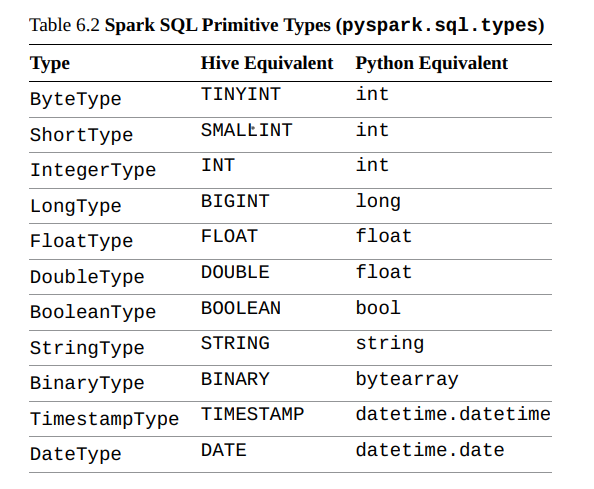 Table 6.2 Spark SQL Primitive Types (pyspark.sql.types)
Type Hive Equivalent Python Equivalent
ByteType TINYINT int
ShortType SMALLINT int
IntegerType INT int
LongType BIGINT long
FloatType FLOAT float
DoubleType DOUBLE float
BooleanType BOOLEAN bool
StringType STRING string
BinaryType BINARY bytearray
TimestampType TIMESTAMP datetime.datetime
DateType DATE datetime.date